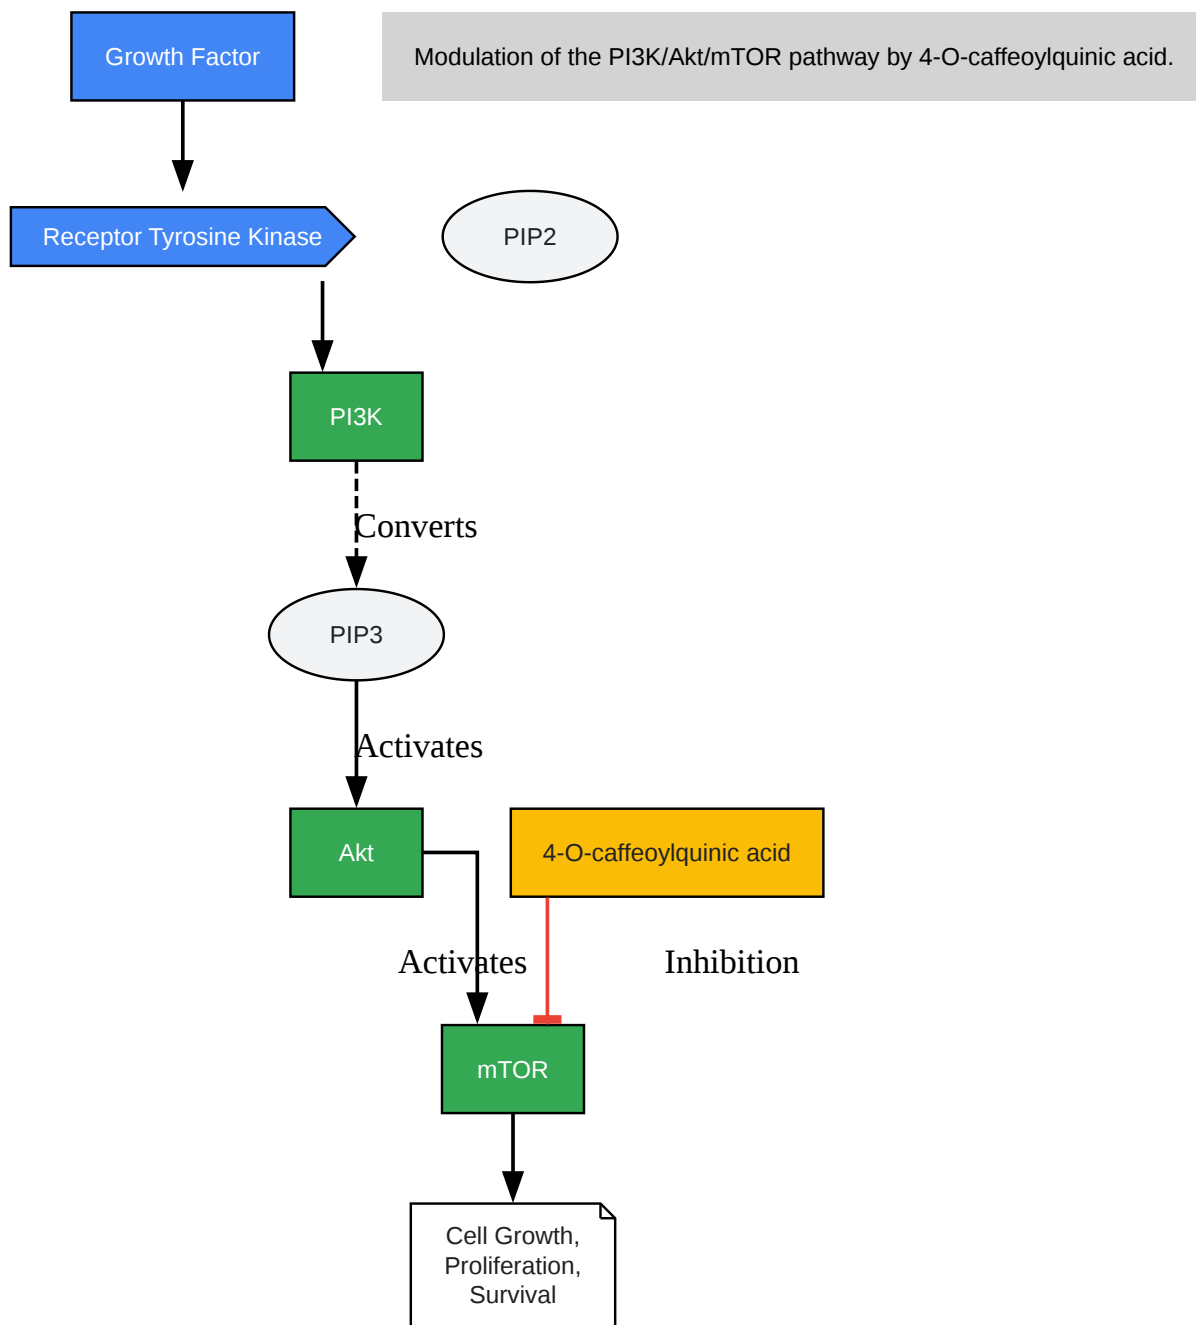 Growth Factor
Modulation of the PI3K/Akt/mTOR pathway by 4-O-caffeoylquinic acid.
Receptor Tyrosine Kinase
PIP2
PI3K
Converts
PIP3
Activates
Akt
4-O-caffeoylquinic acid
Activates
Inhibition
mTOR
Cell Growth,
Proliferation,
Survival